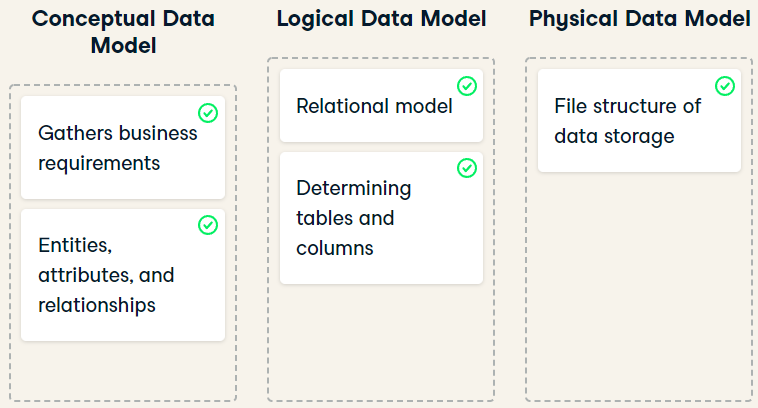 Conceptual Data
Model
Gathers business
requirements
Entities,
attributes, and
relationships
Logical Data Model
Relational model
Determining
tables and
columns
Physical Data Model
File structure of
data storage